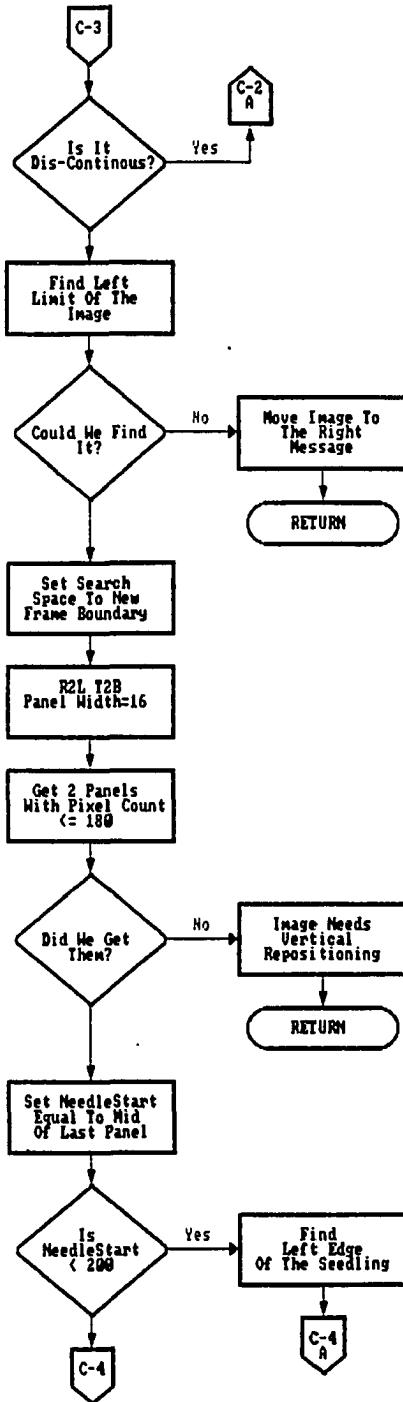 C-3
Is It
Dis-Continous?
Yes
C-2
A
Find Left
Limit Of The
Image
Could We Find
It?
No
Move Image To
The Right
Message
RETURN
Set Search
Space To New
Frame Boundary
R2L T2B
Panel Width=16
Get 2 Panels
With Pixel Count
<= 180
Did We Get
Them?
No
Image Needs
Vertical
Repositioning
RETURN
Set NeedleStart
Equal To Mid
Of Last Panel
Is
NeedleStart
< 200
Yes
Find
Left Edge
Of The Seedling
C-4
C-4
A